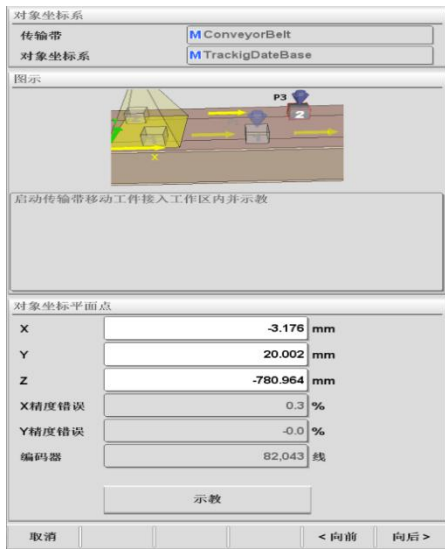 对象坐标系
传输带 M ConveyorBelt
对象坐标系 M TrackigDateBase
图示
P3
2
x
启动传输带移动工件接入工作区内并示教
对象坐标平面点
X -3.176 mm
Y 20.002 mm
Z -780.964 mm
X精度错误 0.3 %
Y精度错误 -0.0 %
编码器 82,043 线
示教
取消 < 向前 向后 >